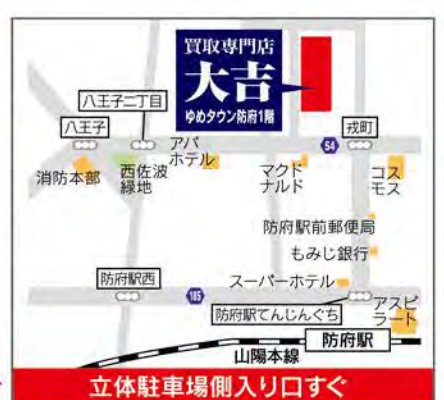 買取専門店
大吉
ゆめタウン防府1階
八王子二丁目
八王子
アパ
ホテル
54
戎町
消防本部
西佐波
緑地
マクド
ナルド
コス
モス
防府駅前郵便局
もみじ銀行
防府駅西
スーパーホテル
185
防府駅てんじんぐち
アスピ
ラート
防府駅
山陽本線
立体駐車場側入り口すぐ